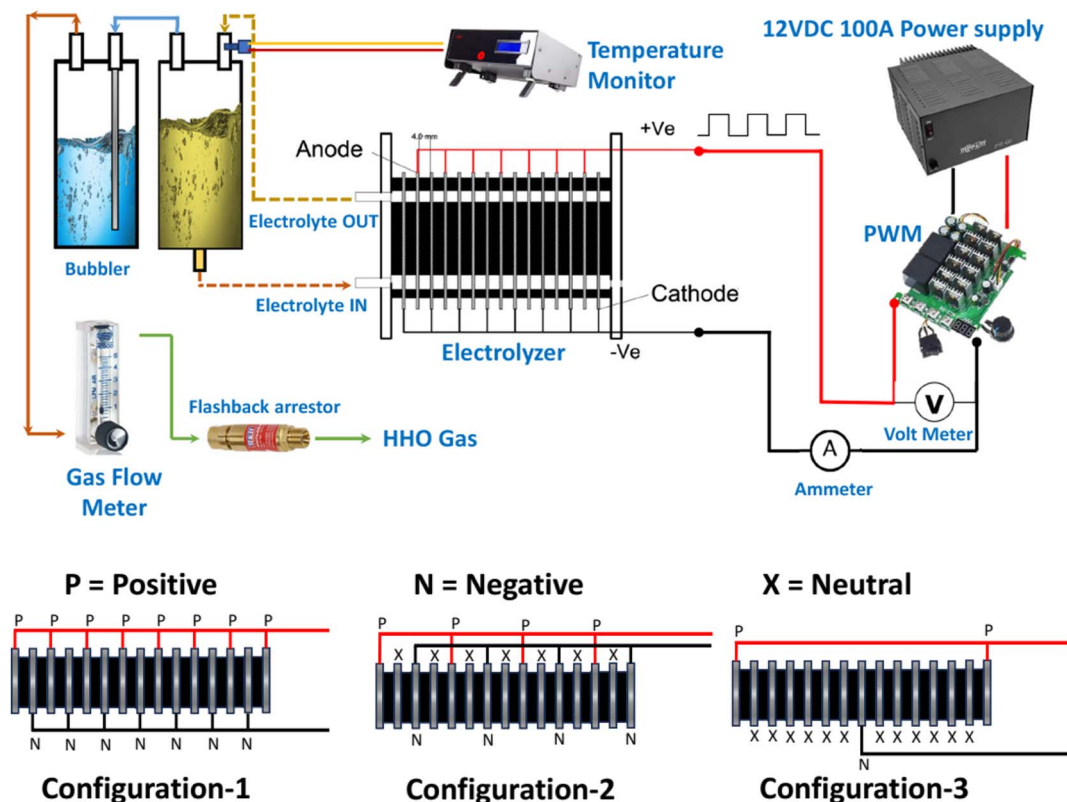 12VDC 100A Power supply
Temperature
Monitor
+Ve
4.0 mm
Anode
Electrolyte OUT
PWM
Bubbler
Electrolyte IN
Cathode
Electrolyzer
-Ve
Flashback arrestor
HHO Gas
V
Volt Meter
A
Ammeter
Gas Flow
Meter
P = Positive
N = Negative
X = Neutral
P P P P P P P P
N N N N N N N
Configuration-1
P P P P
X X X X X X X
N N N N
Configuration-2
P P
X X X X X X X X X X X X
N
Configuration-3